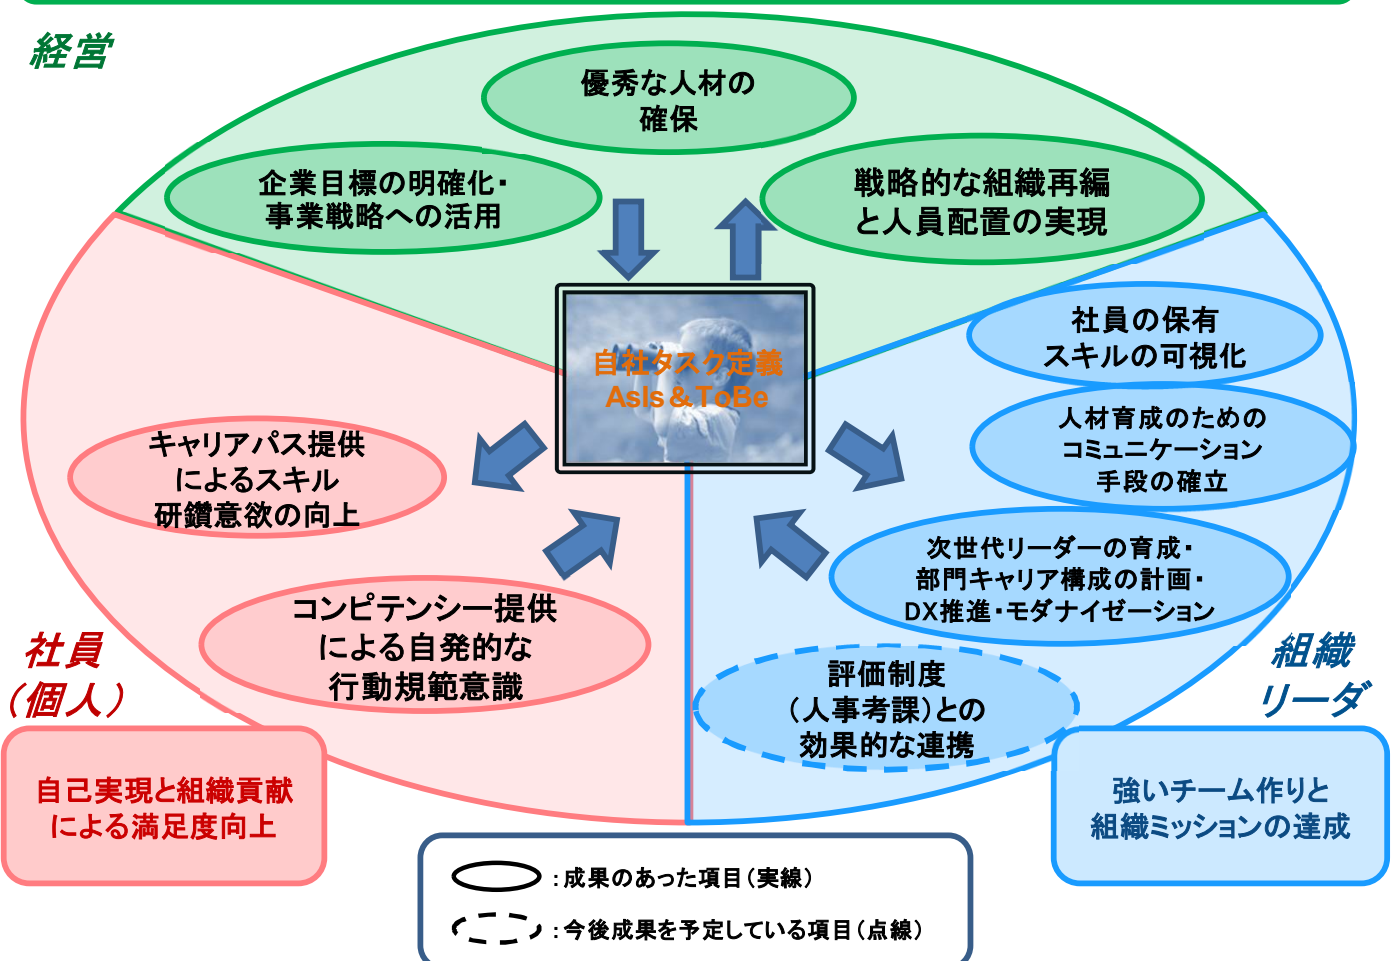 経営
優秀な人材の
確保
企業目標の明確化・
事業戦略への活用
戦略的な組織再編
と人員配置の実現
自社タスク定義
AsIs＆ToBe
社員の保有
スキルの可視化
人材育成のための
コミュニケーション
手段の確立
次世代リーダーの育成・
部門キャリア構成の計画・
DX推進・モダナイゼーション
評価制度
（人事考課）との
効果的な連携
キャリアパス提供
によるスキル
研鑽意欲の向上
コンピテンシー提供
による自発的な
行動規範意識
社員
（個人）
自己実現と組織貢献
による満足度向上
組織
リーダ
強いチーム作りと
組織ミッションの達成
：成果のあった項目（実線）
：今後成果を予定している項目（点線）